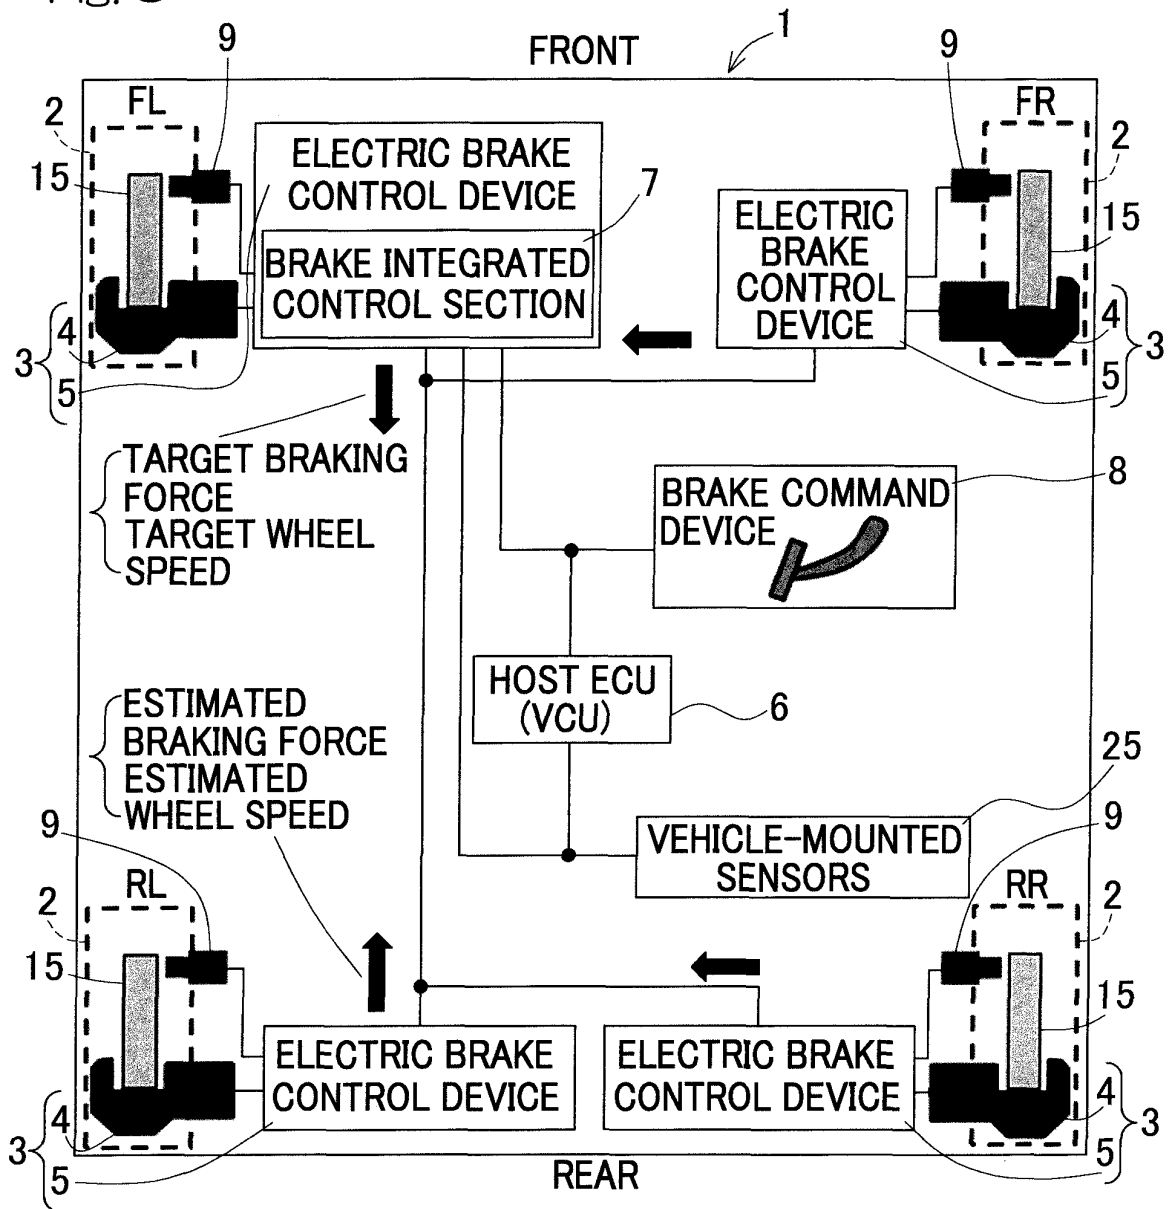 FRONT
1
9
9
FL
FR
2
2
15
15
ELECTRIC BRAKE
CONTROL DEVICE
7
BRAKE INTEGRATED
CONTROL SECTION
ELECTRIC
BRAKE
CONTROL
DEVICE
3
4
5
4
3
5
TARGET BRAKING
FORCE
TARGET WHEEL
SPEED
BRAKE COMMAND
DEVICE
8
HOST ECU
(VCU)
6
ESTIMATED
BRAKING FORCE
ESTIMATED
WHEEL SPEED
25
VEHICLE-MOUNTED
SENSORS
9
9
RL
RR
2
2
15
15
ELECTRIC BRAKE
CONTROL DEVICE
ELECTRIC BRAKE
CONTROL DEVICE
3
4
5
4
3
5
REAR